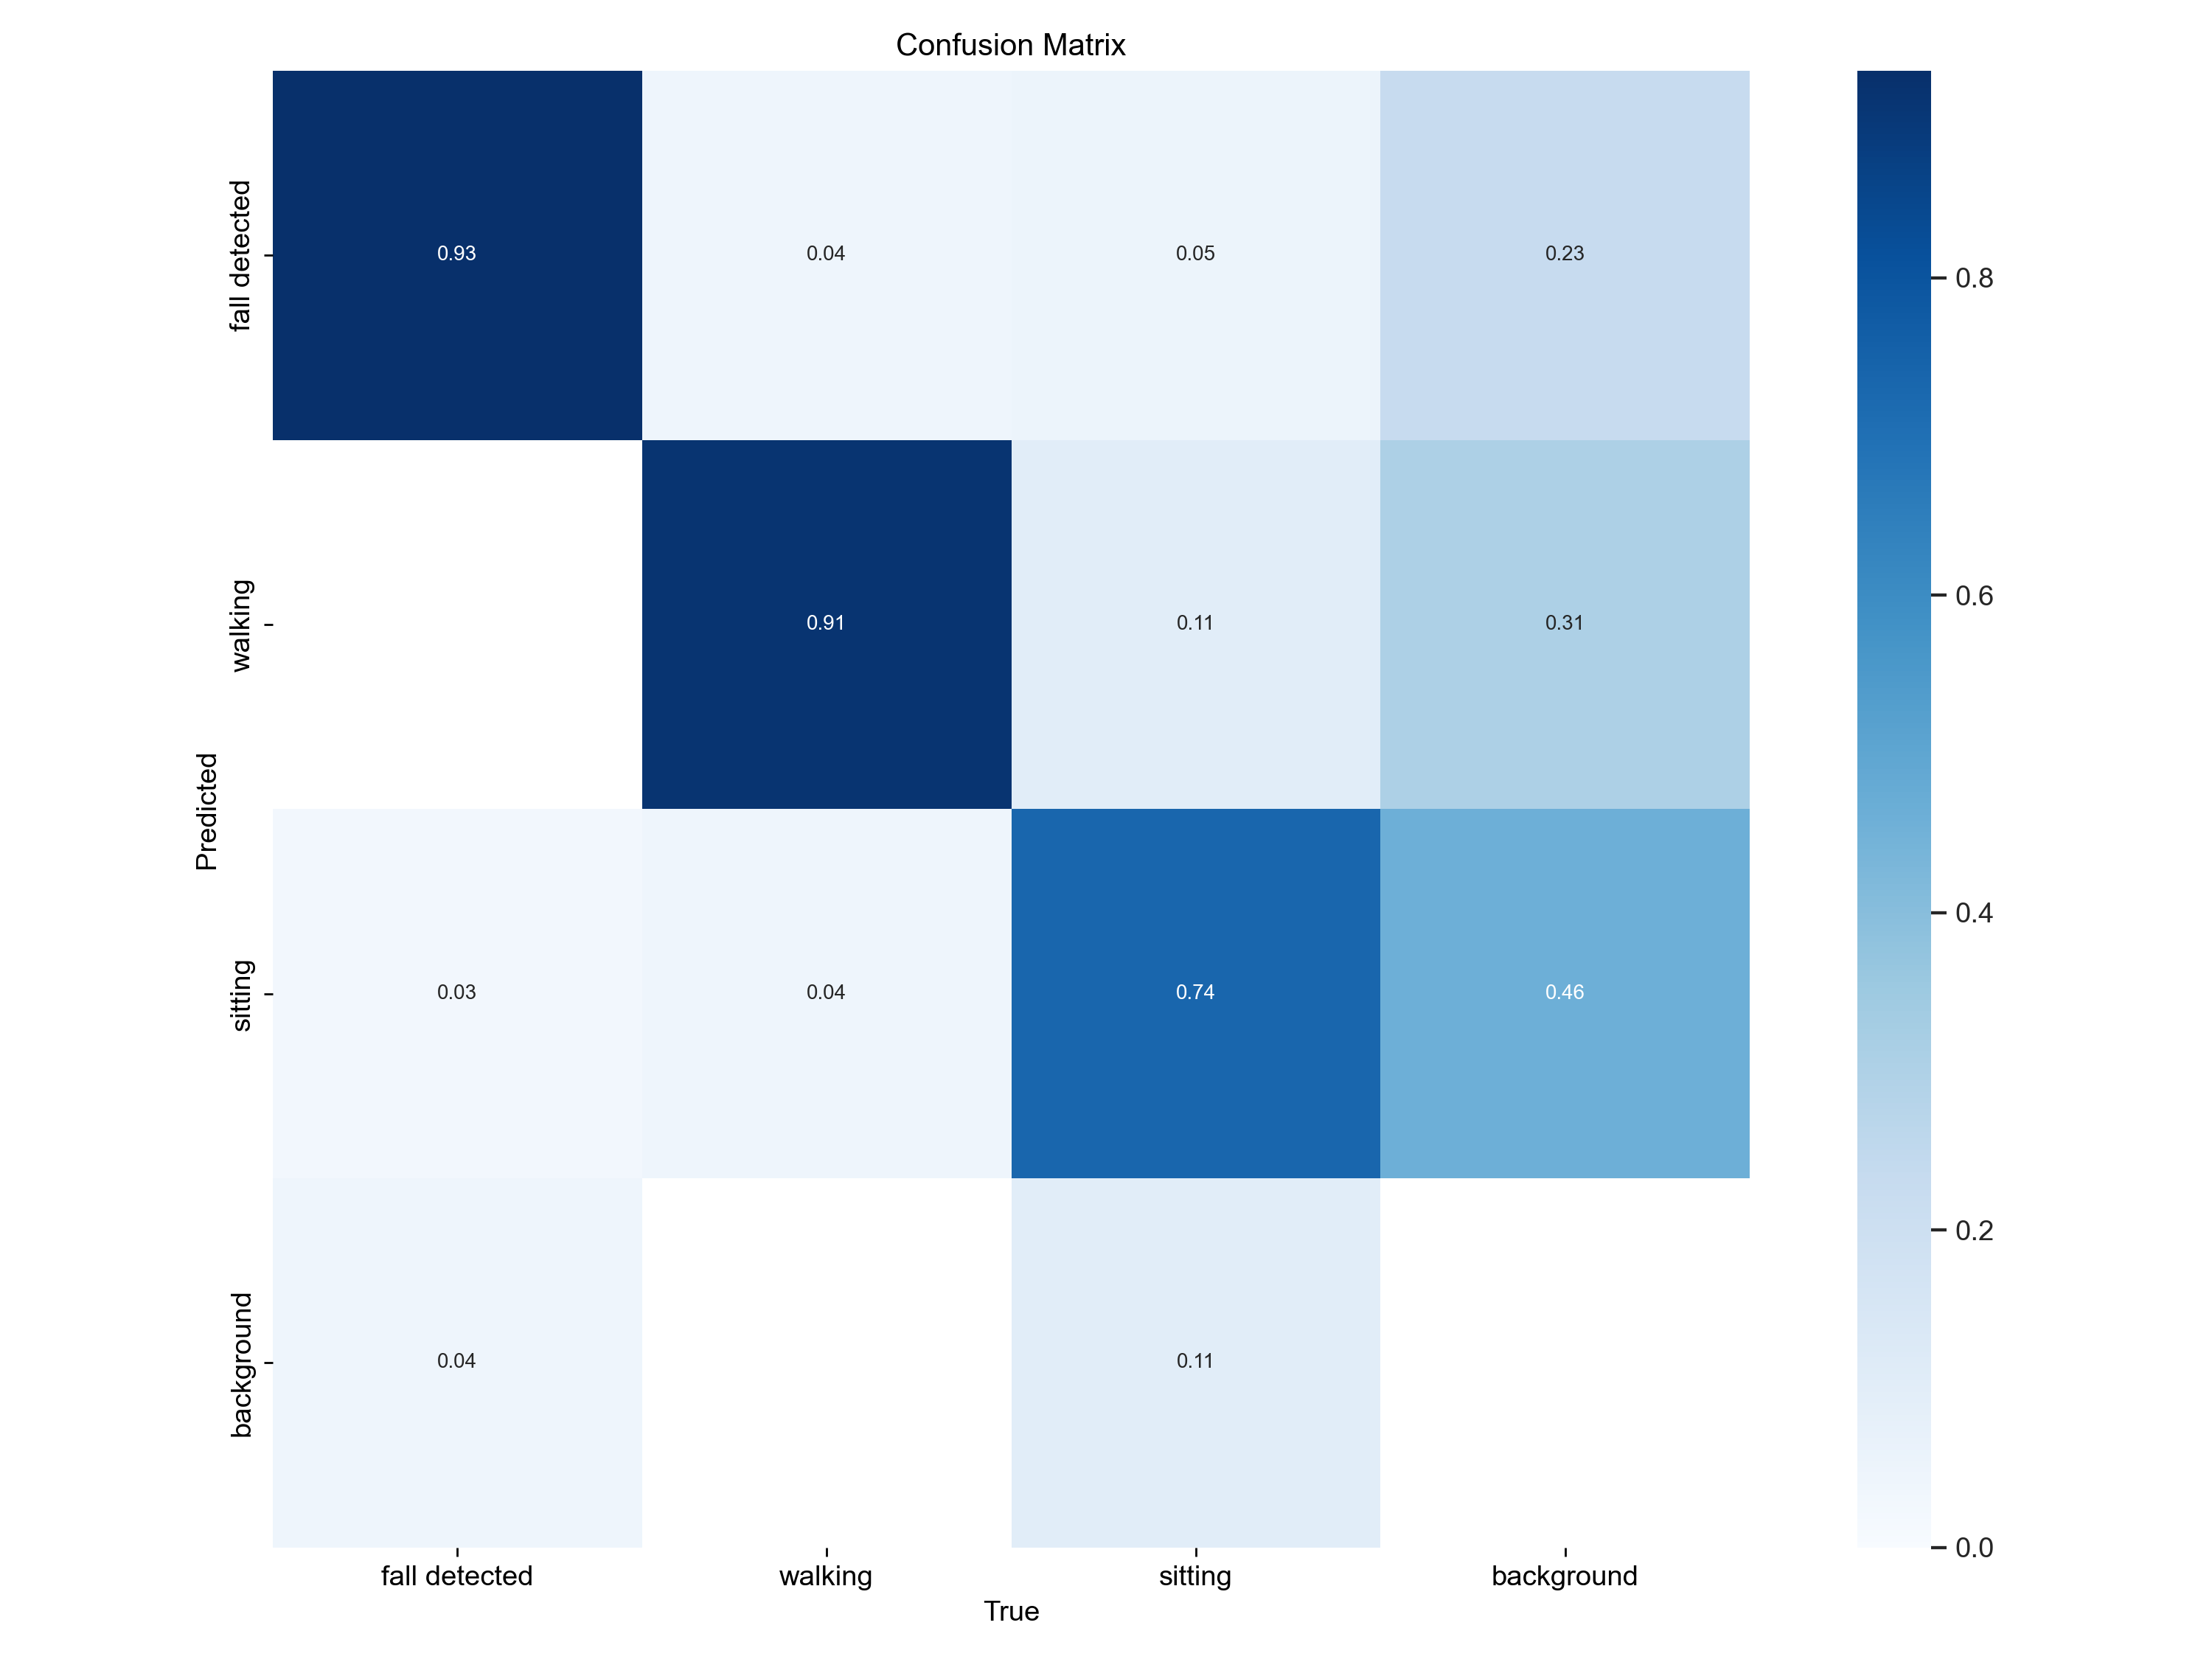 Confusion Matrix
fall detected
0.93
0.04
0.05
0.23
0.8
walking
0.91
0.11
0.31
0.6
Predicted
sitting
0.03
0.04
0.74
0.46
0.4
background
0.04
0.11
0.2
0.0
fall detected
walking
sitting
background
True